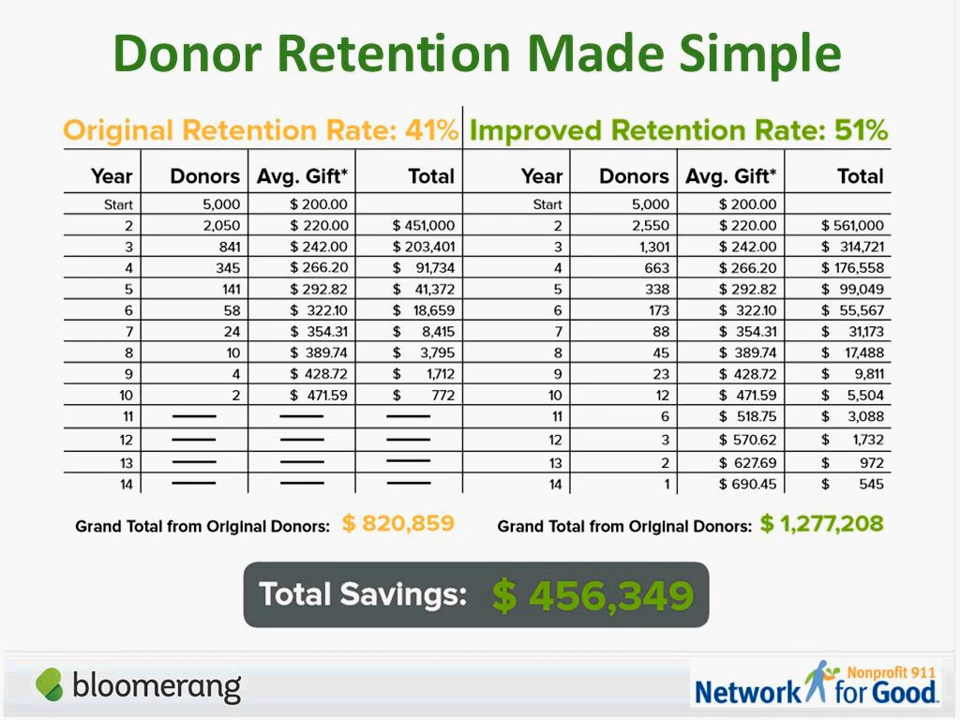 Donor Retention Made Simple
Original Retention Rate: 41% Improved Retention Rate: 51%
Year Donors Avg. Gift* Total Year Donors Avg. Gift* Total
Start 5,000 $ 200.00 Start 5,000 $ 200.00
2 2,050 $ 220.00 $ 451,000 2 2,550 $ 220.00 $ 561,000
3 841 $ 242.00 $ 203,401 3 1,301 $ 242.00 $ 314,721
4 345 $ 266.20 $ 91,734 4 663 $ 266.20 $ 176,558
5 141 $ 292.82 $ 41,372 5 338 $ 292.82 $ 99,049
6 58 $ 322.10 $ 18,659 6 173 $ 322.10 $ 55,567
7 24 $ 354.31 $ 8,415 7 88 $ 354.31 $ 31,173
8 10 $ 389.74 $ 3,795 8 45 $ 389.74 $ 17,488
9 4 $ 428.72 $ 1,712 9 23 $ 428.72 $ 9,811
10 2 $ 471.59 $ 772 10 12 $ 471.59 $ 5,504
11 — — — 11 6 $ 518.75 $ 3,088
12 — — — 12 3 $ 570.62 $ 1,732
13 — — — 13 2 $ 627.69 $ 972
14 — — — 14 1 $ 690.45 $ 545
Grand Total from Original Donors: $ 820,859 Grand Total from Original Donors: $ 1,277,208
Total Savings: $ 456,349
bloomerang
Nonprofit 911
Network for Good.